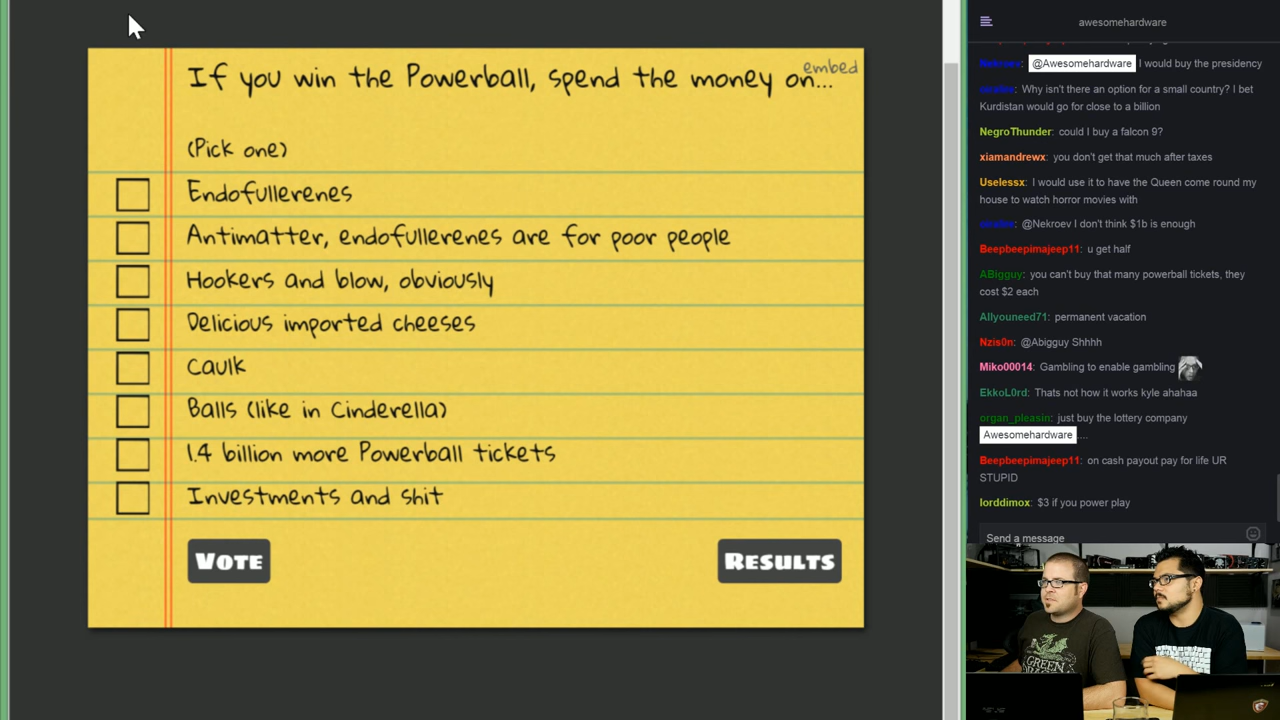 If you win the Powerball, spend the money on...
embed
(Pick one)
Endofullerenes
Antimatter, endofullerenes are for poor people
Hookers and blow, obviously
Delicious imported cheeses
Caulk
Balls (like in Cinderella)
1.4 billion more Powerball tickets
Investments and shit
VOTE
RESULTS
awesomehardware
Nekroev: @Awesomehardware I would buy the presidency
Why isn't there an option for a small country? I bet
Kurdistan would go for close to a billion
NegroThunder: could I buy a falcon 9?
xiamandrewx: you don't get that much after taxes
Uselessx: I would use it to have the Queen come round my
house to watch horror movies with
@Nekroev I don't think $1b is enough
Beepbeepimajeep11: u get half
ABigguy: you can't buy that many powerball tickets, they
cost $2 each
Allyouneed71: permanent vacation
Nzis0n: @Abigguy Shhhh
Miko00014: Gambling to enable gambling
EkkoL0rd: Thats not how it works kyle ahahaa
organ_pleasin: just buy the lottery company
Awesomehardware ....
Beepbeepimajeep11: on cash payout pay for life UR
STUPID
lorddimox: $3 if you power play
Send a message
GREEN